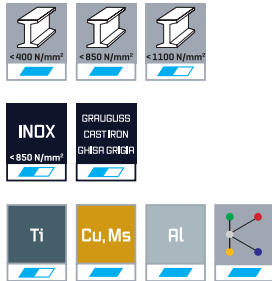 <400 N/mm² <850 N/mm² <1100 N/mm²
INOX
<850 N/mm²
GRAUGUSS
CAST IRON
GHISA GRIGIA
Ti Cu, Ms Al